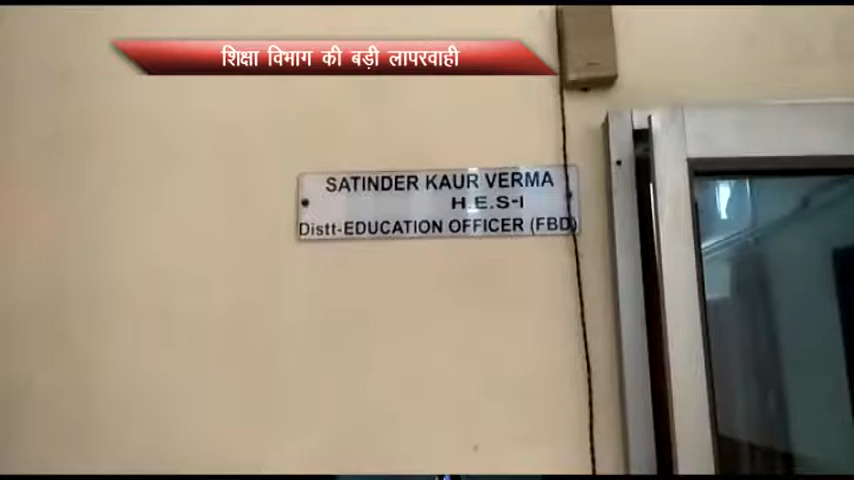 शिक्षा विभाग की बड़ी लापरवाही
SATINDER KAUR VERMA
H.E.S-I
Distt-EDUCATION OFFICER (FBD)